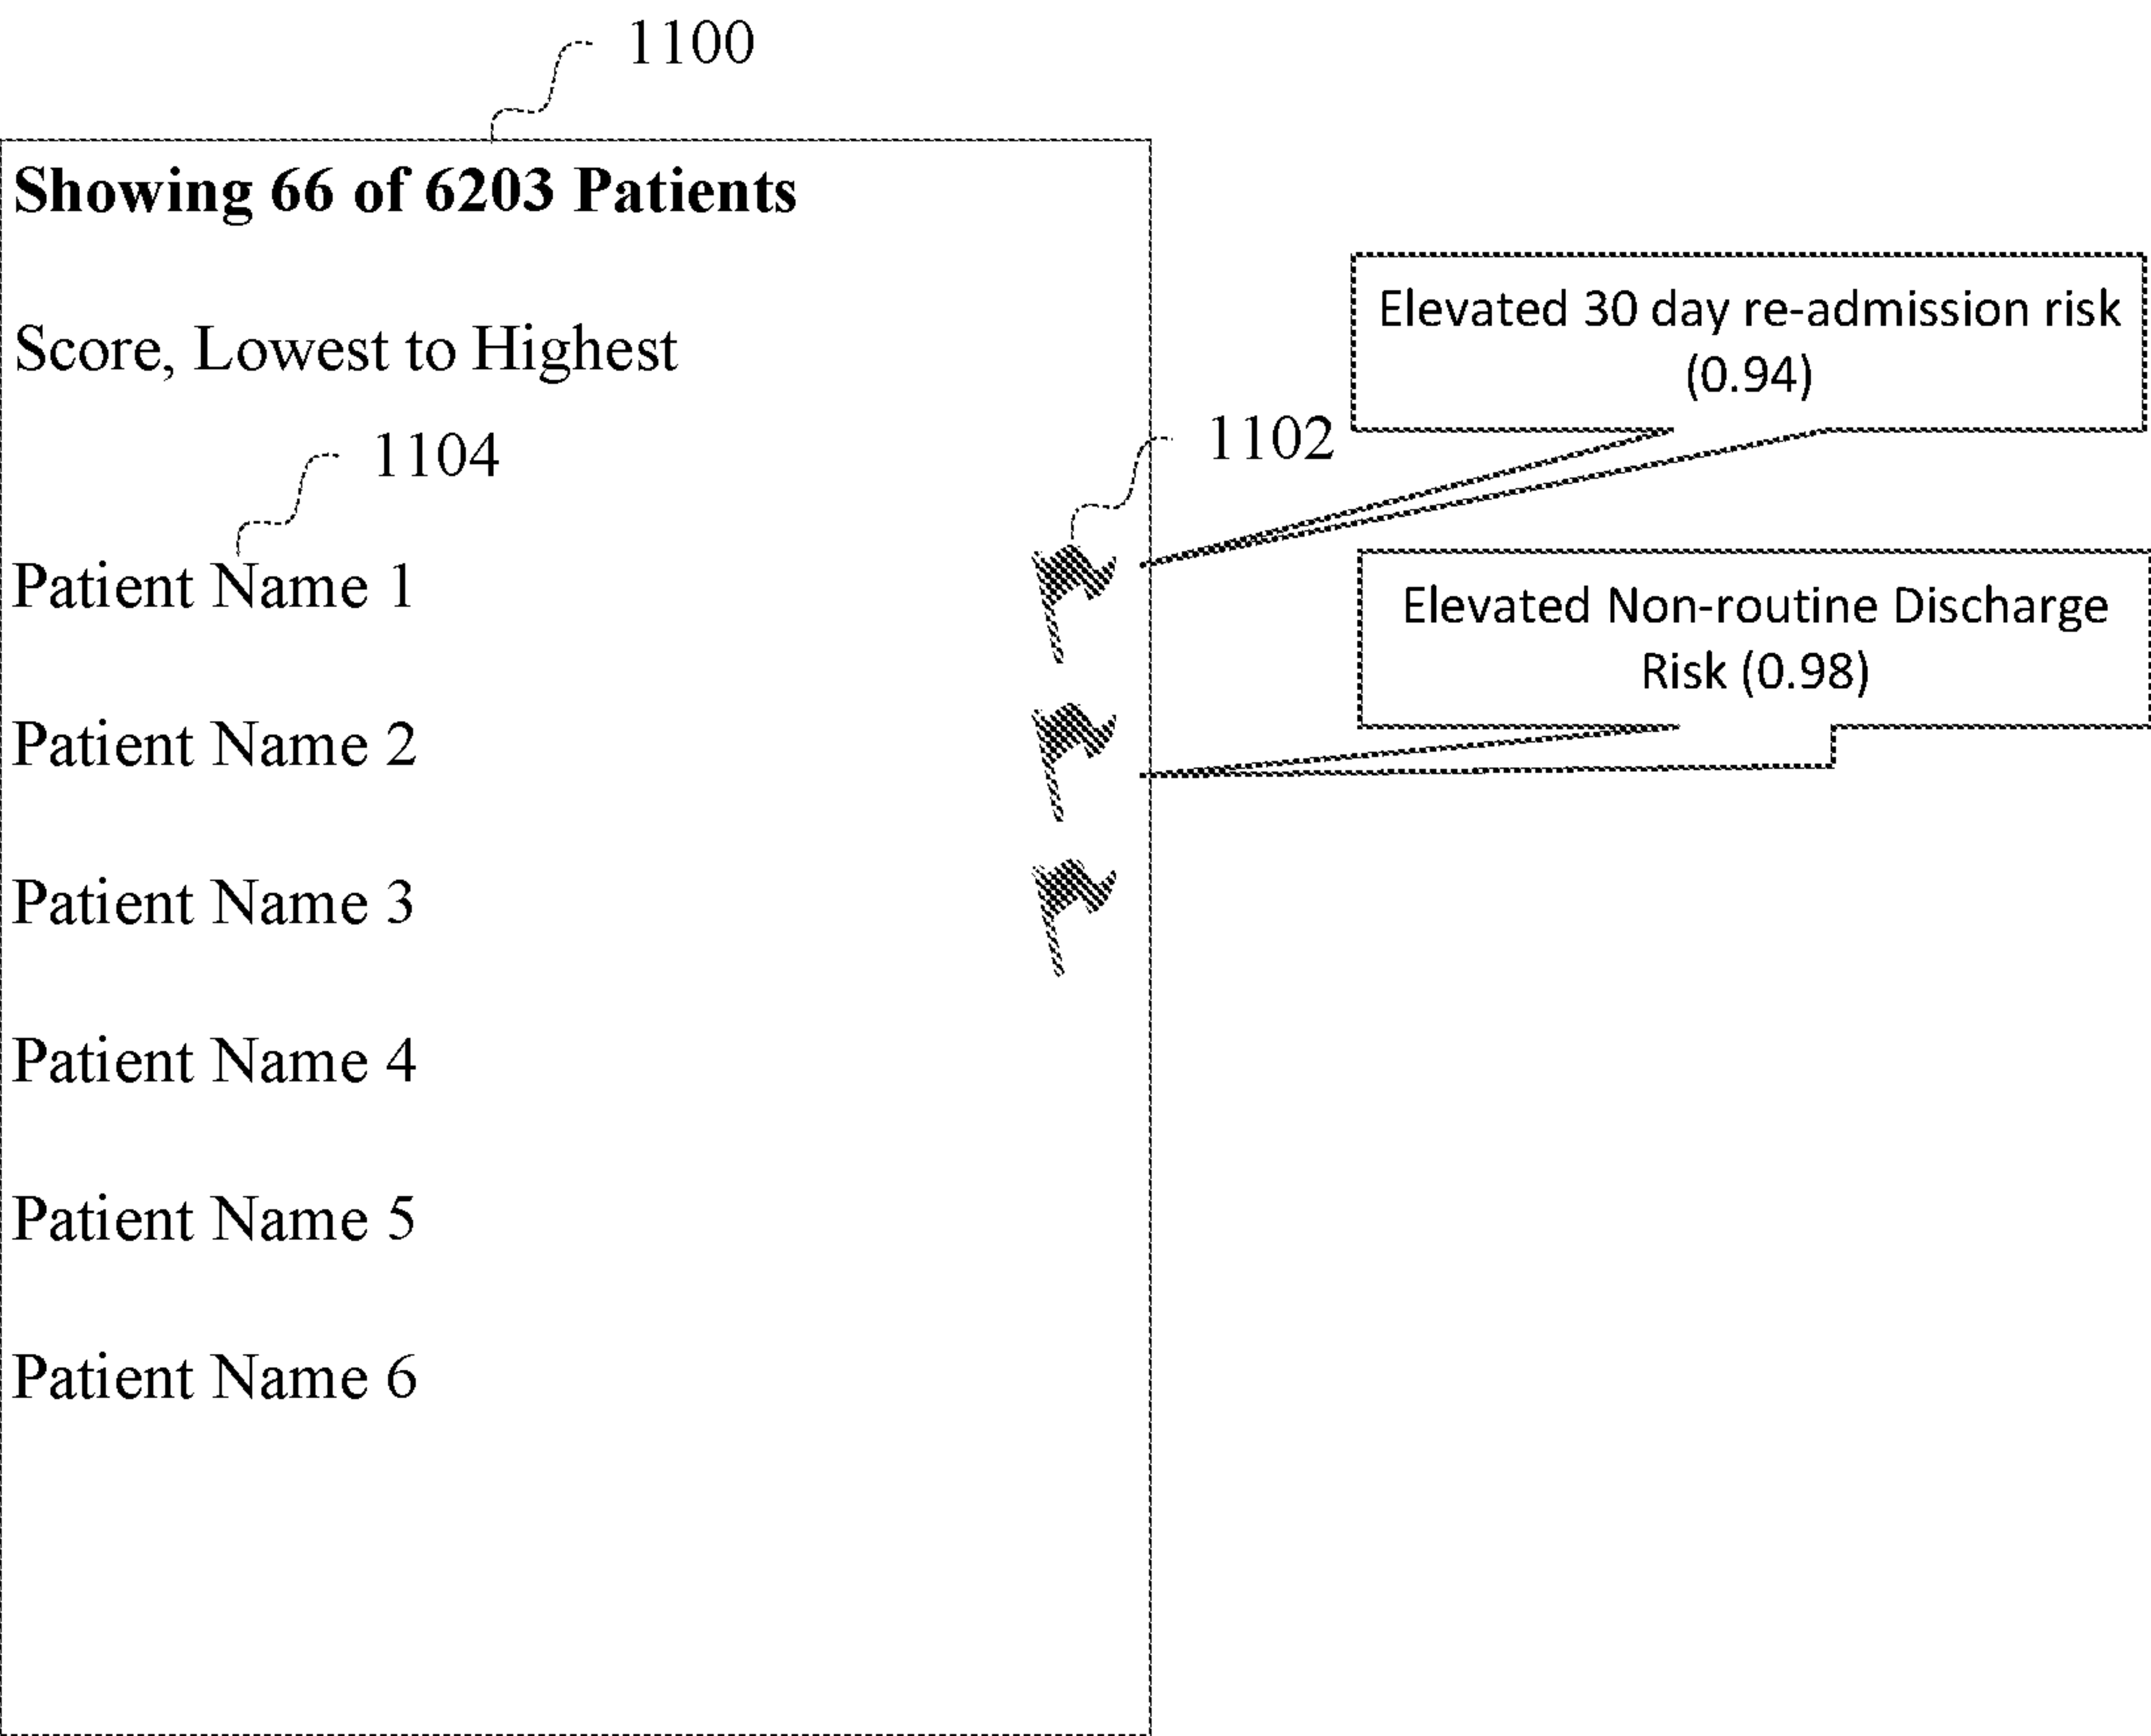 1100
Showing 66 of 6203 Patients
Score, Lowest to Highest
Elevated 30 day re-admission risk
(0.94)
1104
1102
Patient Name 1
Elevated Non-routine Discharge
Risk (0.98)
Patient Name 2
Patient Name 3
Patient Name 4
Patient Name 5
Patient Name 6